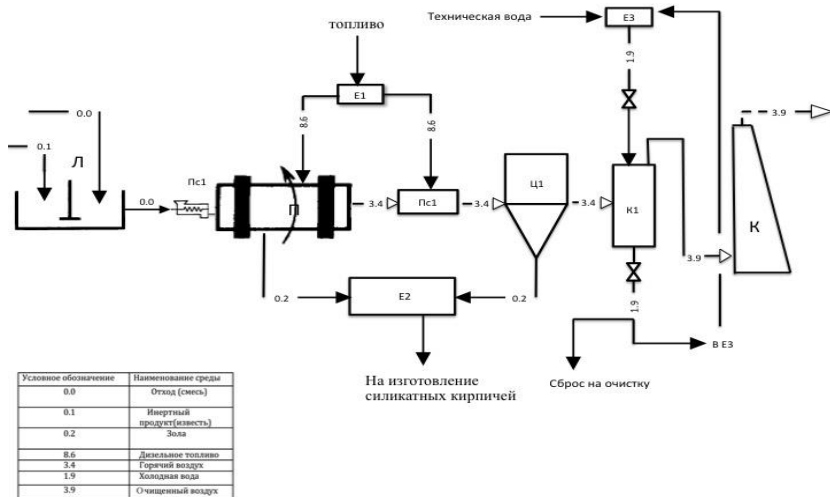 Техническая вода
Е3
топливо
1.9
3.9
0.0
Е1
0.1
8.6
8.6
Л
Пс1
Ц1
0.0
П
3.4
Пс1
3.4
3.4
К1
К
3.9
0.2
Е2
0.2
1.9
В Е3
На изготовление
силикатных кирпичей
Сброс на очистку
Условное обозначение Наименование среды
0.0 Отход (смесь)
0.1 Инертный
продукт(известь)
0.2 Зола
8.6 Дизельное топливо
3.4 Горячий воздух
1.9 Холодная вода
3.9 Очищенный воздух